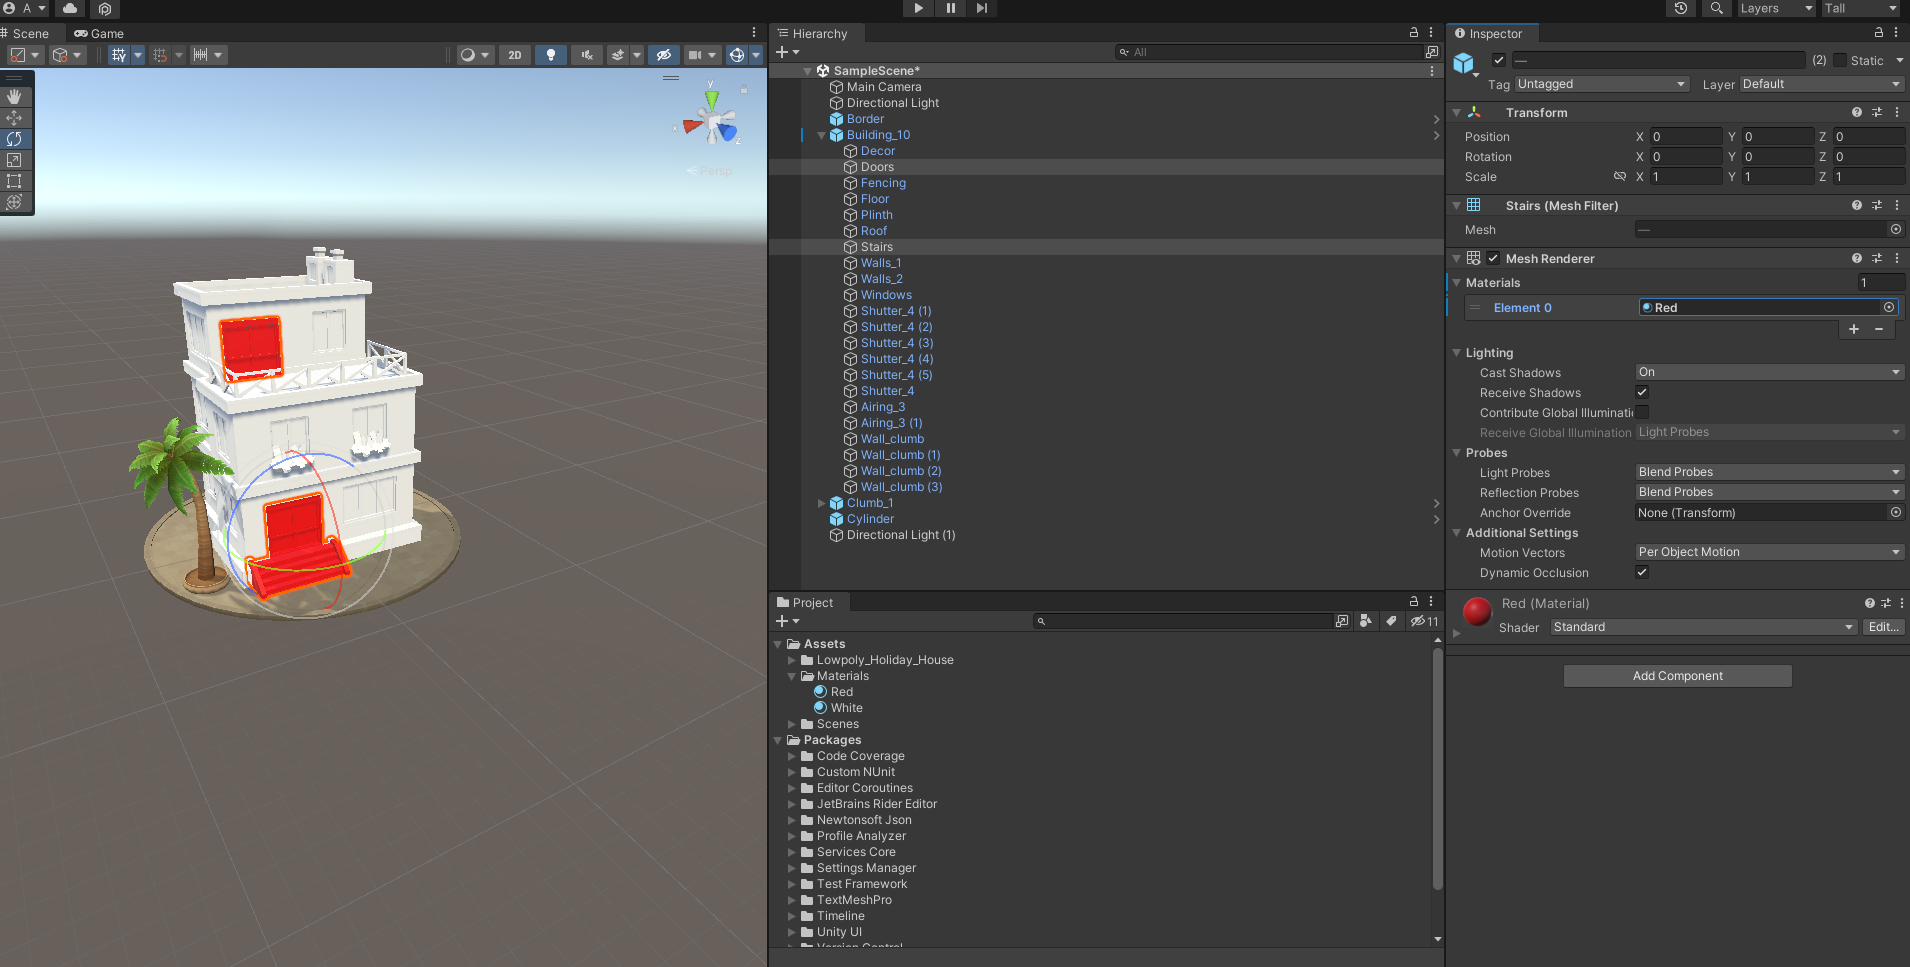 A
Layers
Tall
Scene
Game
2D
y
x
z
Persp
Hierarchy
All
SampleScene*
Main Camera
Directional Light
Border
Building_10
Decor
Doors
Fencing
Floor
Plinth
Roof
Stairs
Walls_1
Walls_2
Windows
Shutter_4 (1)
Shutter_4 (2)
Shutter_4 (3)
Shutter_4 (4)
Shutter_4 (5)
Shutter_4
Airing_3
Airing_3 (1)
Wall_clumb
Wall_clumb (1)
Wall_clumb (2)
Wall_clumb (3)
Clumb_1
Cylinder
Directional Light (1)
Project
11
Assets
Lowpoly_Holiday_House
Materials
Red
White
Scenes
Packages
Code Coverage
Custom NUnit
Editor Coroutines
JetBrains Rider Editor
Newtonsoft Json
Profile Analyzer
Services Core
Settings Manager
Test Framework
TextMeshPro
Timeline
Unity UI
Version Control
Inspector
— (2) Static
Tag Untagged Layer Default
Transform
Position X 0 Y 0 Z 0
Rotation X 0 Y 0 Z 0
Scale X 1 Y 1 Z 1
Stairs (Mesh Filter)
Mesh —
Mesh Renderer
Materials 1
Element 0 Red
+ −
Lighting
Cast Shadows On
Receive Shadows
Contribute Global Illuminati
Receive Global Illumination Light Probes
Probes
Light Probes Blend Probes
Reflection Probes Blend Probes
Anchor Override None (Transform)
Additional Settings
Motion Vectors Per Object Motion
Dynamic Occlusion
Red (Material)
Shader Standard Edit...
Add Component